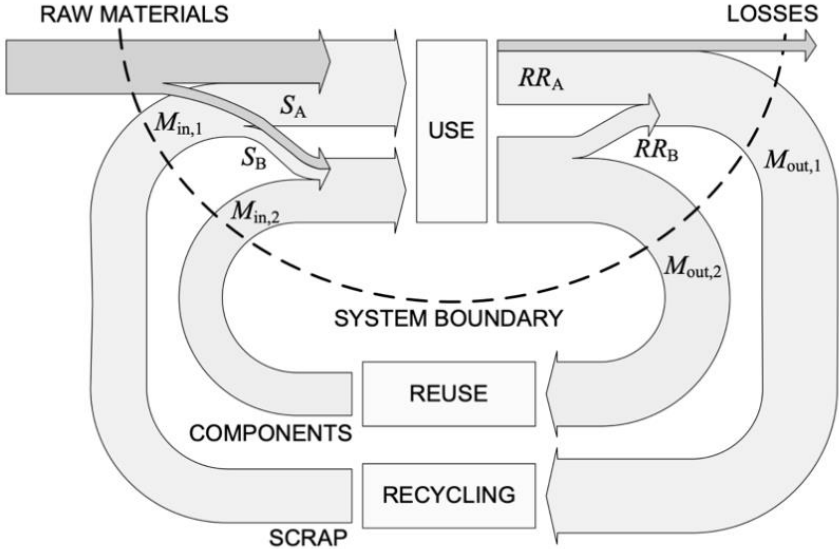 RAW MATERIALS
LOSSES
RR_A
S_A
M_in,1
USE
S_B
RR_B
M_out,1
M_in,2
M_out,2
SYSTEM BOUNDARY
REUSE
COMPONENTS
RECYCLING
SCRAP